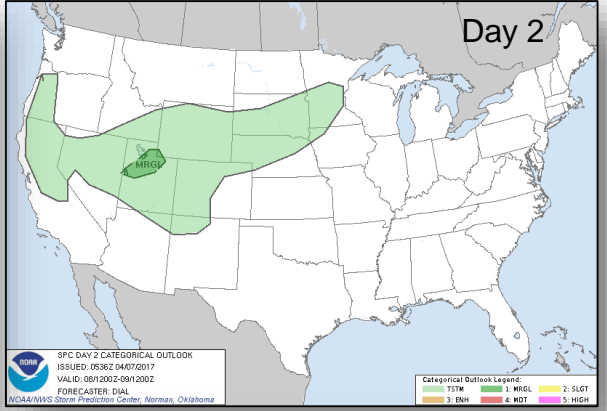 Day 2
MRGL
SPC DAY 2 CATEGORICAL OUTLOOK
ISSUED: 0536Z 04/07/2017
VALID: 08/1200Z-09/1200Z
FORECASTER: DIAL
NOAA/NWS Storm Prediction Center, Norman, Oklahoma
noaa
Categorical Outlook Legend:
TSTM 1: MRGL 2: SLGT
3: ENH 4: MDT 5: HIGH